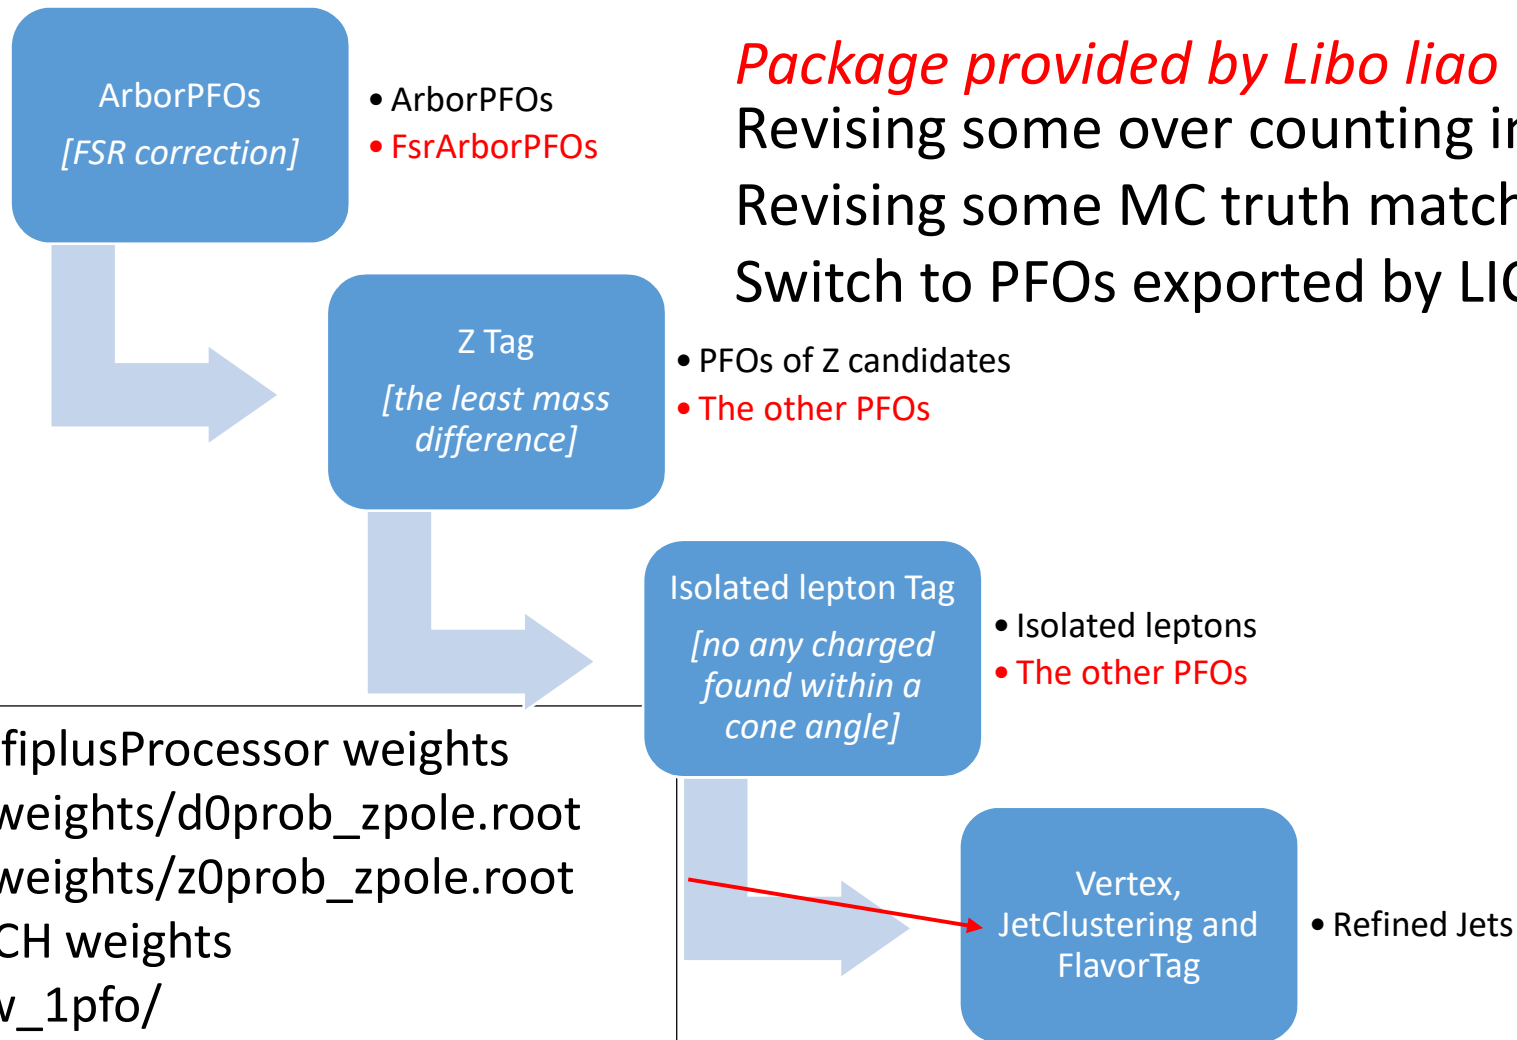 ArborPFOs
[FSR correction]
• ArborPFOs
• FsrArborPFOs
Package provided by Libo liao
Revising some over counting in
Revising some MC truth match
Switch to PFOs exported by LIC
Z Tag
[the least mass
difference]
• PFOs of Z candidates
• The other PFOs
Isolated lepton Tag
[no any charged
found within a
cone angle]
• Isolated leptons
• The other PFOs
fiplusProcessor weights
weights/d0prob_zpole.root
weights/z0prob_zpole.root
CH weights
w_1pfo/
Vertex,
JetClustering and
FlavorTag
• Refined Jets